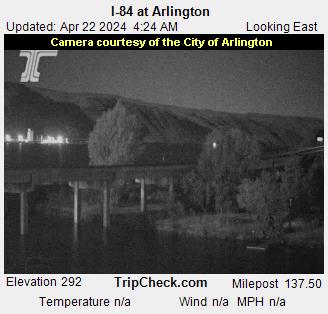 I-84 at Arlington
Updated: Apr 22 2024 4:24 AM Looking East
Camera courtesy of the City of Arlington
Elevation 292 TripCheck.com Milepost 137.50
Temperature n/a Wind n/a MPH n/a